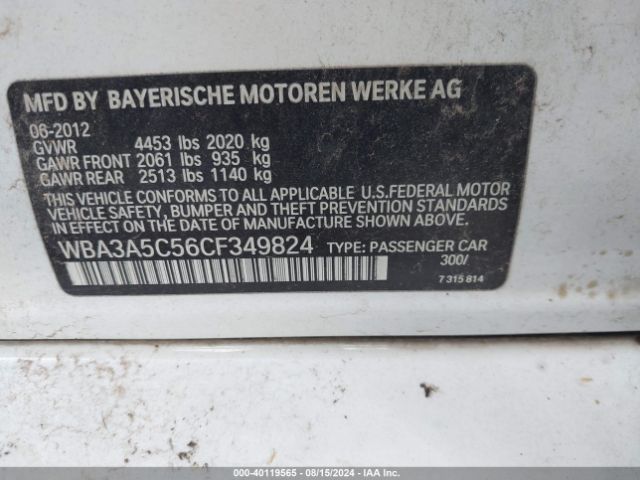 MFD BY BAYERISCHE MOTOREN WERKE AG
06-2012
GVWR 4453 lbs 2020 kg
GAWR FRONT 2061 lbs 935 kg
GAWR REAR 2513 lbs 1140 kg
THIS VEHICLE CONFORMS TO ALL APPLICABLE U.S.FEDERAL MOTOR
VEHICLE SAFETY, BUMPER AND THEFT PREVENTION STANDARDS
IN EFFECT ON THE DATE OF MANUFACTURE SHOWN ABOVE.
WBA3A5C56CF349824 TYPE: PASSENGER CAR
300/
7 315 814
000-40119565 - 08/15/2024 - IAA Inc. Copyright